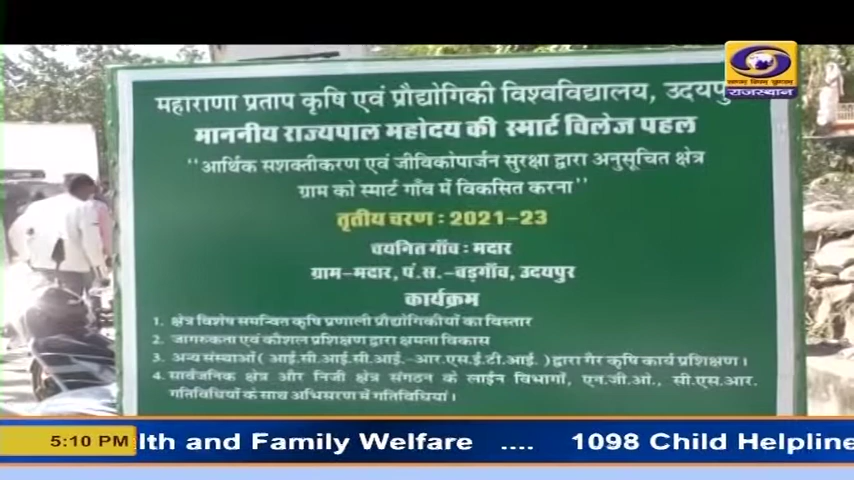 महाराणा प्रताप कृषि एवं प्रौद्योगिकी विश्वविद्यालय, उदयपु
माननीय राज्यपाल महोदय की स्मार्ट विलेज पहल
"आर्थिक सशक्तीकरण एवं जीविकोपार्जन सुरक्षा द्वारा अनुसूचित क्षेत्र
ग्राम को स्मार्ट गाँव में विकसित करना"
तृतीय चरण : 2021-23
चयनित गाँव : मदार
ग्राम-मदार, पं.स.-बड़गाँव, उदयपुर
कार्यक्रम
1. क्षेत्र विशेष समन्वित कृषि प्रणाली प्रौद्योगिकीयों का विस्तार
2. जागरुकता एवं कौशल प्रशिक्षण द्वारा क्षमता विकास
3. अन्य संस्थाओं ( आई.सी.आई.सी.आई.-आर.एस.ई.टी.आई. ) द्वारा गैर कृषि कार्य प्रशिक्षण।
4. सार्वजनिक क्षेत्र और निजी क्षेत्र संगठन के लाईन विभागों, एन.जी.ओ., सी.एस.आर.
गतिविधियों के साथ अभिसरण में गतिविधियां।
राजस्थान
5:10 PM
lth and Family Welfare .... 1098 Child Helpline